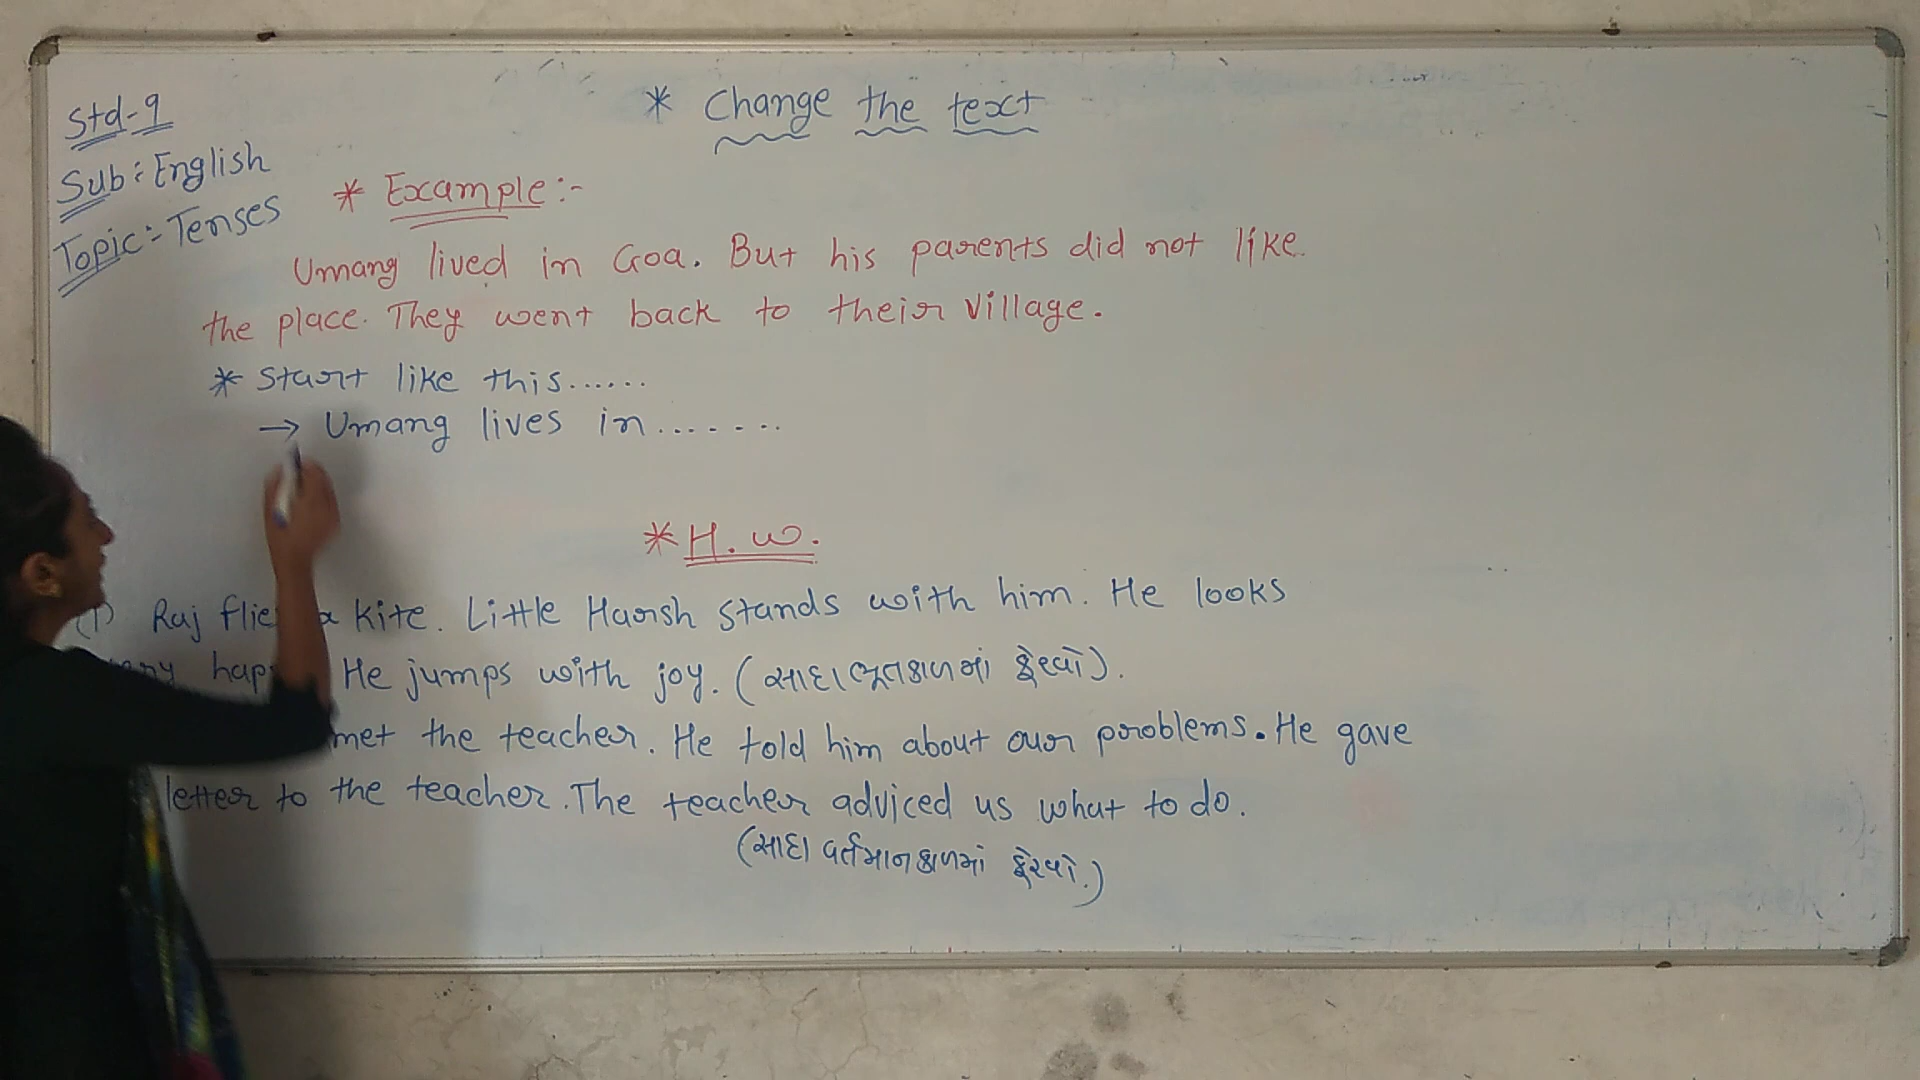 Std-9
Sub: English
Topic:- Tenses
* Change the text
* Example:-
Umang lived in Goa. But his parents did not like
the place. They went back to their village.
* Start like this......
→ Umang lives in.......
* H.W.
(1) Raj a kite. Little Harsh stands with him. He looks
He jumps with joy. (સાદા ભૂતકાળમાં ફેરવો).
met the teacher. He told him about our problems. He gave
letter to the teacher. The teacher adviced us what to do.
(સાદા વર્તમાનકાળમાં ફેરવો.)